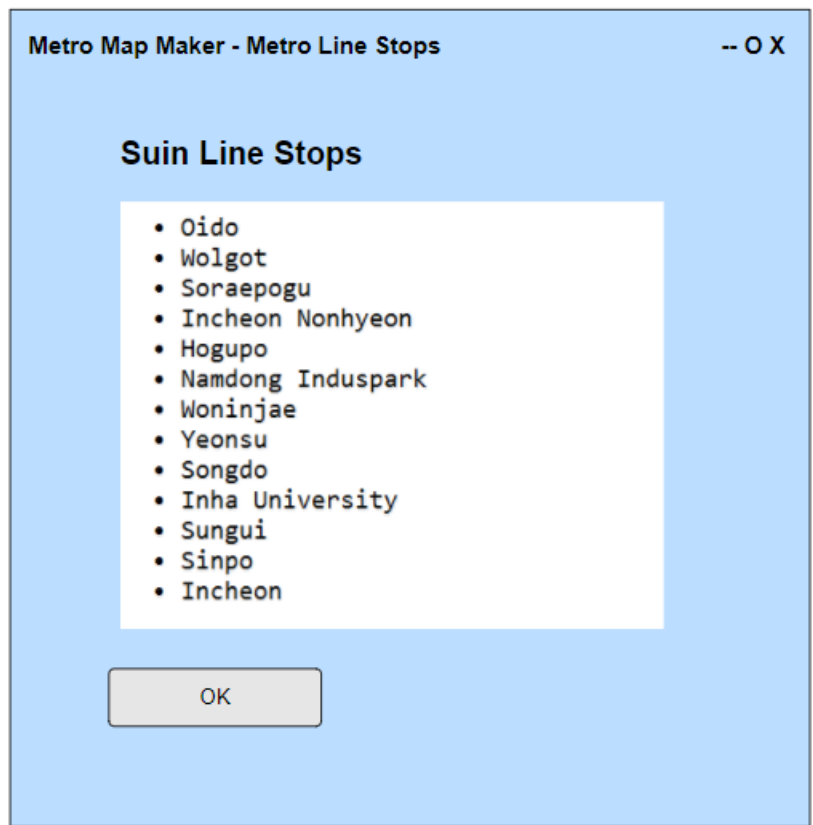 Metro Map Maker - Metro Line Stops -- O X
Suin Line Stops
• Oido
• Wolgot
• Soraepogu
• Incheon Nonhyeon
• Hogupo
• Namdong Induspark
• Woninjae
• Yeonsu
• Songdo
• Inha University
• Sungui
• Sinpo
• Incheon
OK